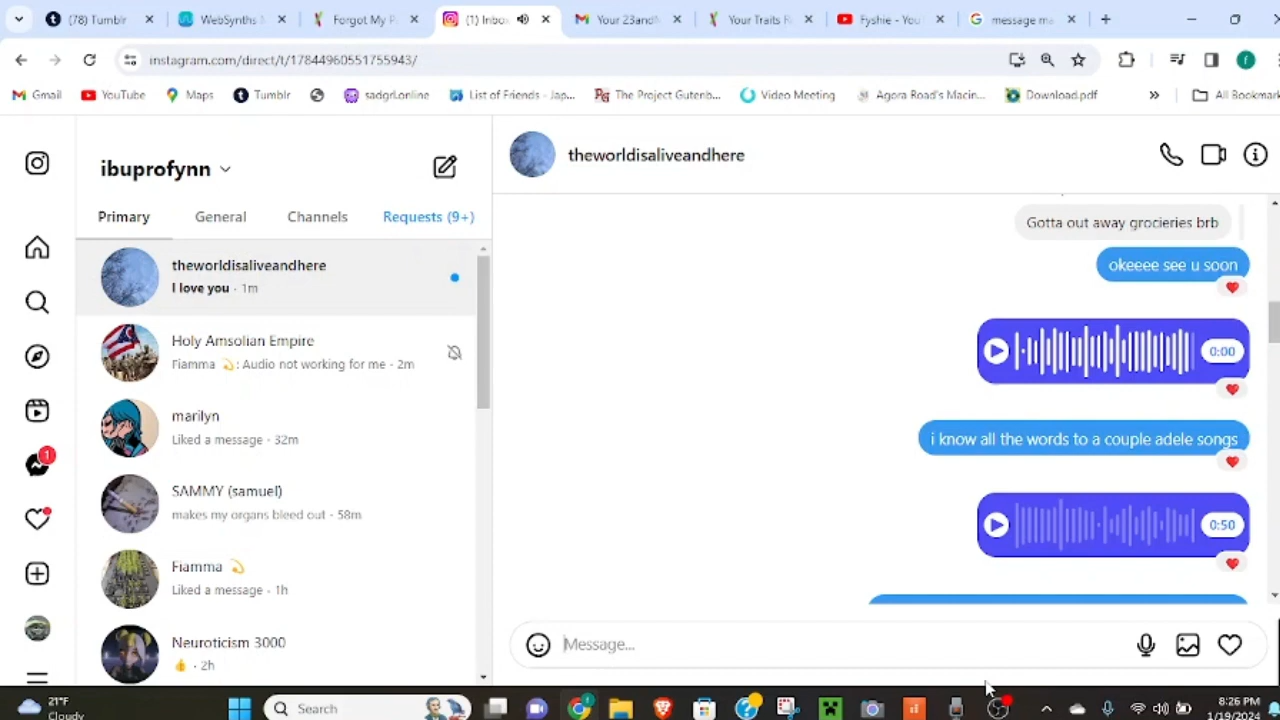 (78) Tumblr
WebSynths
Forgot My P
(1) Inbo
Your 23and
Your Traits R
Fyshie - You
message me
instagram.com/direct/t/17844960551755943/
f
Gmail
YouTube
Maps
Tumblr
sadgrl.online
List of Friends - Jap...
The Project Gutenb...
Video Meeting
Agora Road's Macin...
Download.pdf
»
All Bookmar
ibuprofynn
theworldisaliveandhere
Primary
General
Channels
Requests (9+)
theworldisaliveandhere
I love you · 1m
Holy Amsolian Empire
Fiamma 💫: Audio not working for me · 2m
marilyn
Liked a message · 32m
SAMMY (samuel)
makes my organs bleed out · 58m
Fiamma 💫
Liked a message · 1h
Neuroticism 3000
👍 · 2h
1
Gotta out away grocieries brb
okeeee see u soon
0:00
i know all the words to a couple adele songs
0:50
Message...
21°F
Cloudy
Search
8:26 PM
1/19/2024